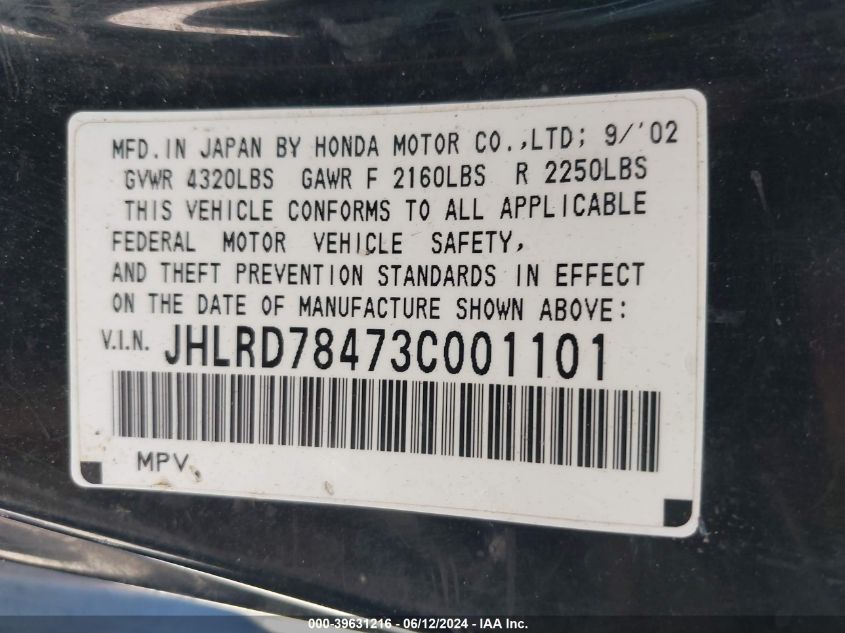 MFD. IN JAPAN BY HONDA MOTOR CO.,LTD; 9/'02
GVWR 4320LBS GAWR F 2160LBS R 2250LBS
THIS VEHICLE CONFORMS TO ALL APPLICABLE
FEDERAL MOTOR VEHICLE SAFETY,
AND THEFT PREVENTION STANDARDS IN EFFECT
ON THE DATE OF MANUFACTURE SHOWN ABOVE:
V.I.N. JHLRD78473C001101
MPV
000-39631216 - 06/12/2024 - IAA Inc.